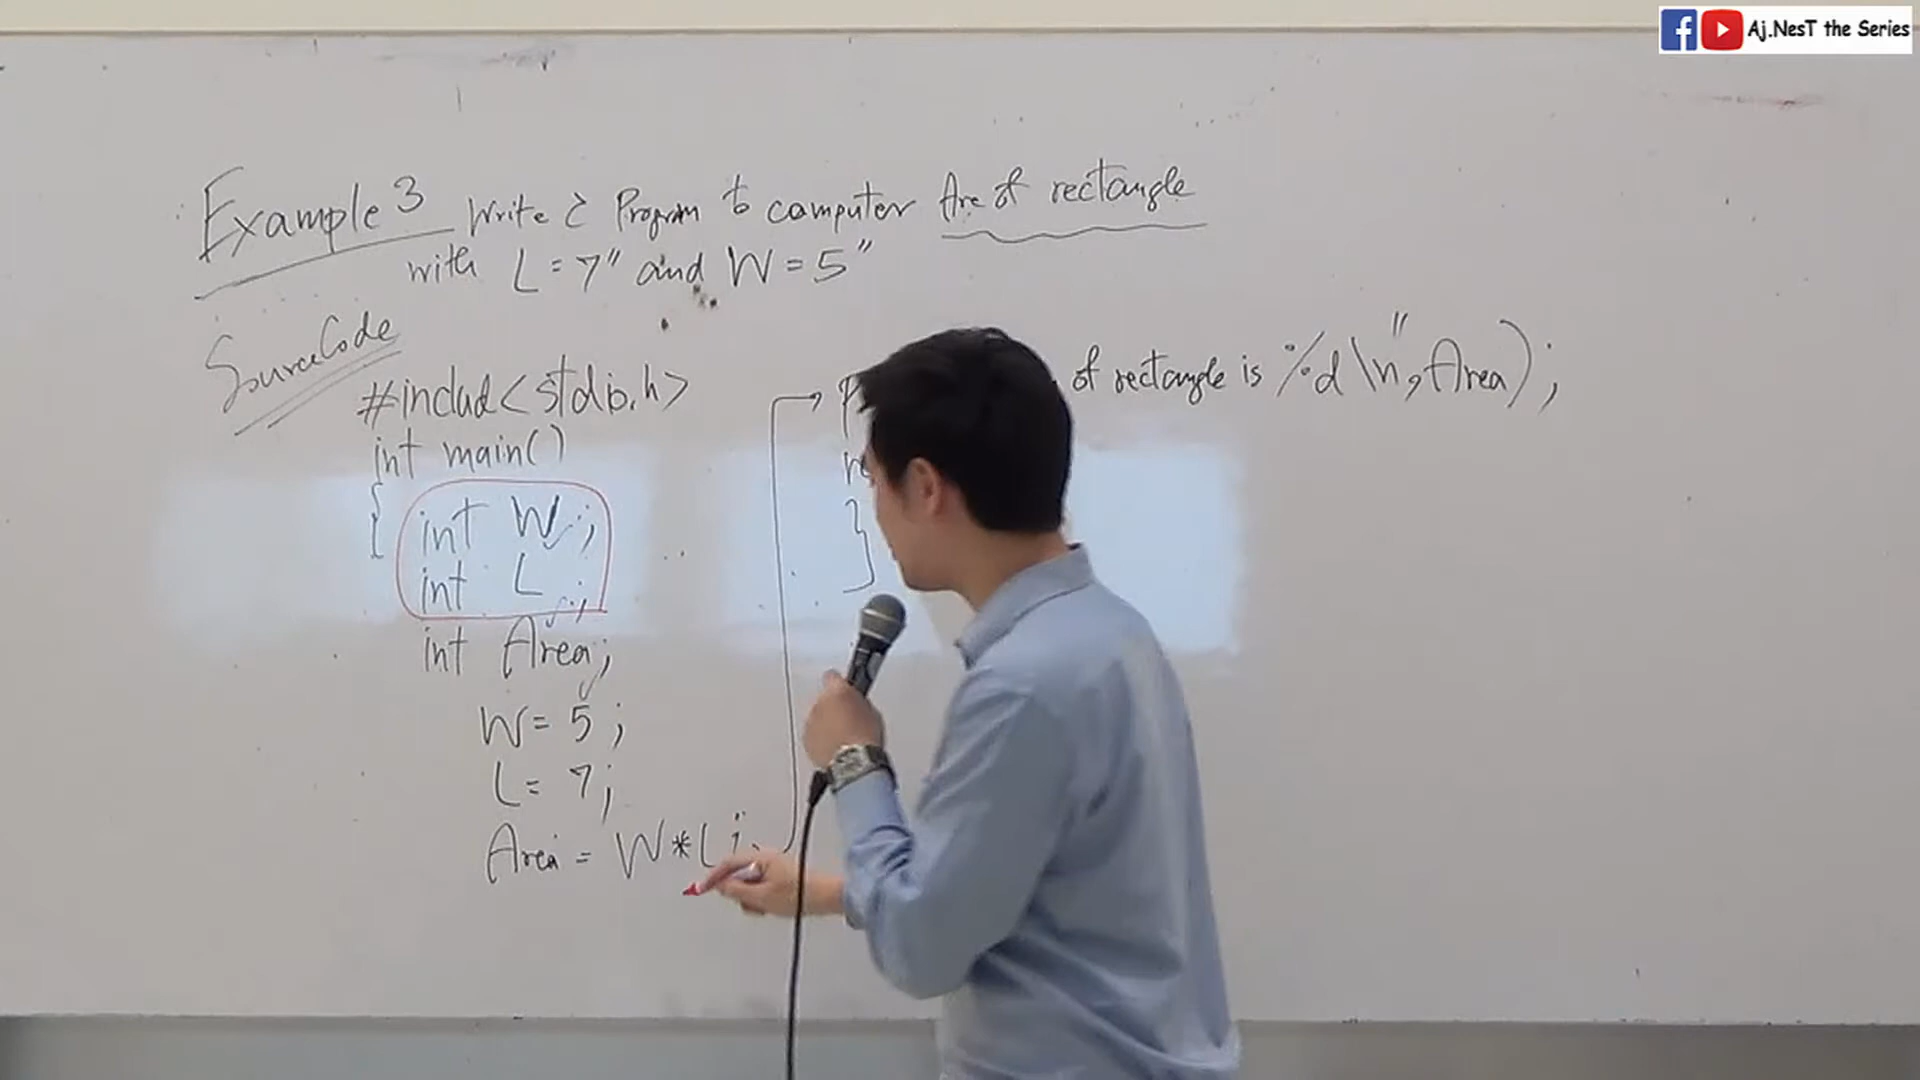 Aj.NesT the Series
Example 3 Write C Program to computer Are of rectangle
with L = 7" and W = 5"
SourceCode
#includ<stdio.h>
int main()
{ int W;
int L;
int Area;
W = 5;
L = 7;
Area = W*L;
of rectangle is %d \n", Area);
}